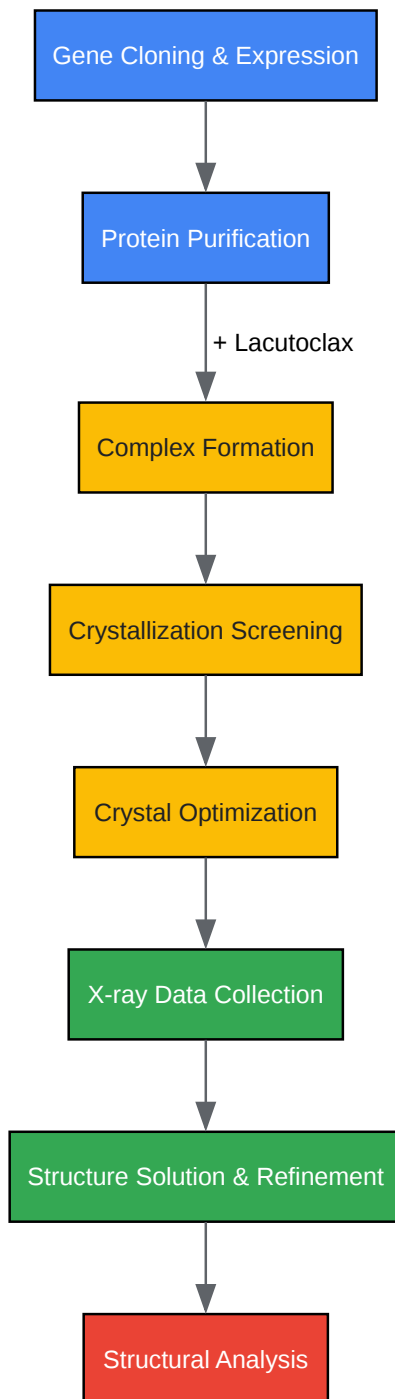 Gene Cloning & Expression
Protein Purification
+ Lacutoclax
Complex Formation
Crystallization Screening
Crystal Optimization
X-ray Data Collection
Structure Solution & Refinement
Structural Analysis